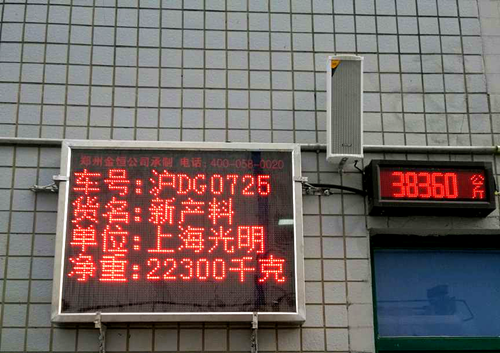 郑州金恒公司承制 电话:400-058-0020
车号:沪DG0725
货名:新产料
单位:上海光明
净重:22300千克
38360 公斤